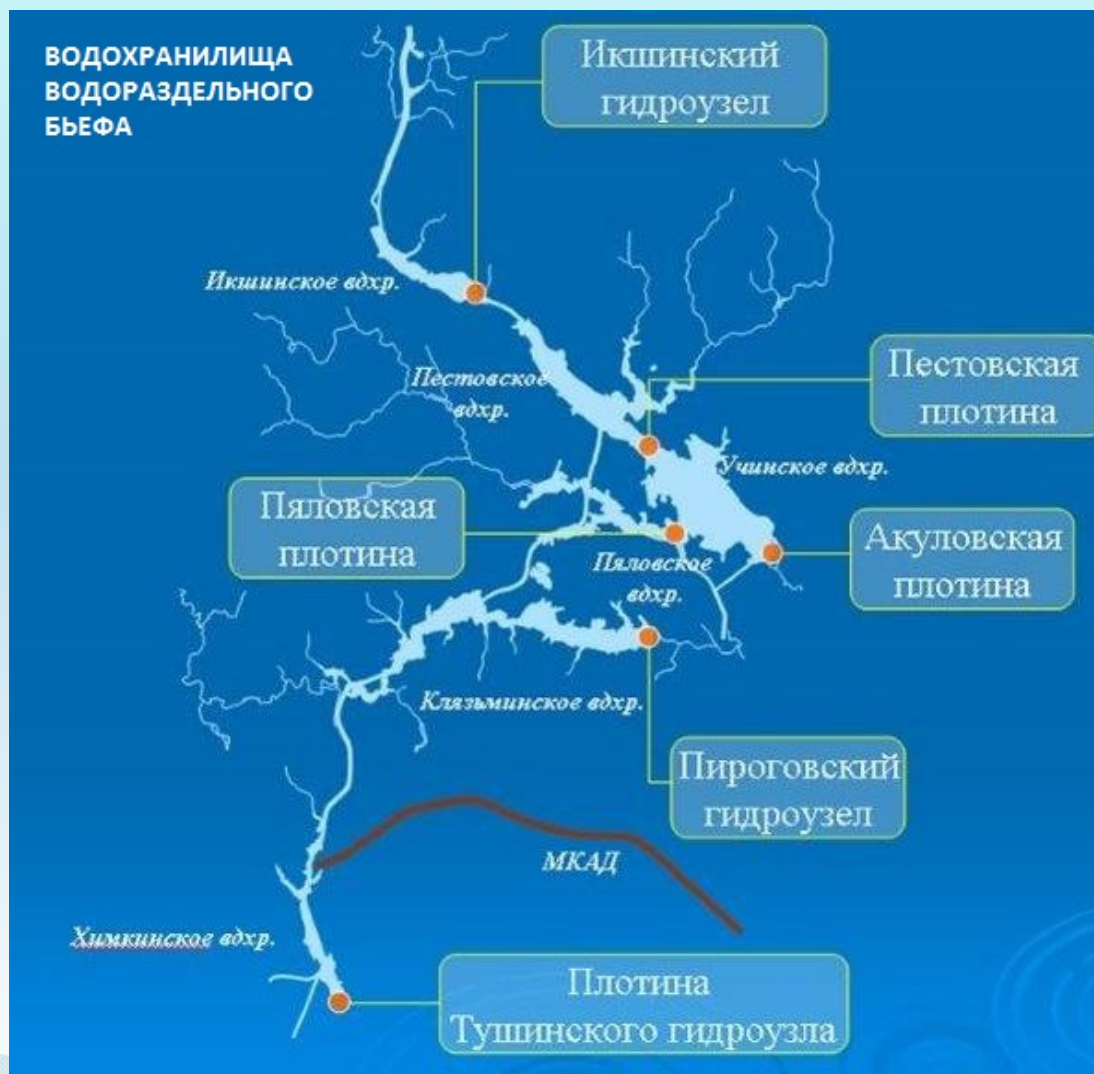 ВОДОХРАНИЛИЩА
ВОДОРАЗДЕЛЬНОГО
БЬЕФА
Икшинский
гидроузел
Икшинское вдхр.
Пестовская
плотина
Пестовское
вдхр.
Учинское вдхр.
Пяловская
плотина
Акуловская
плотина
Пяловское
вдхр.
Клязьминское вдхр.
Пироговский
гидроузел
МКАД
Химкинское вдхр.
Плотина
Тушинского гидроузла